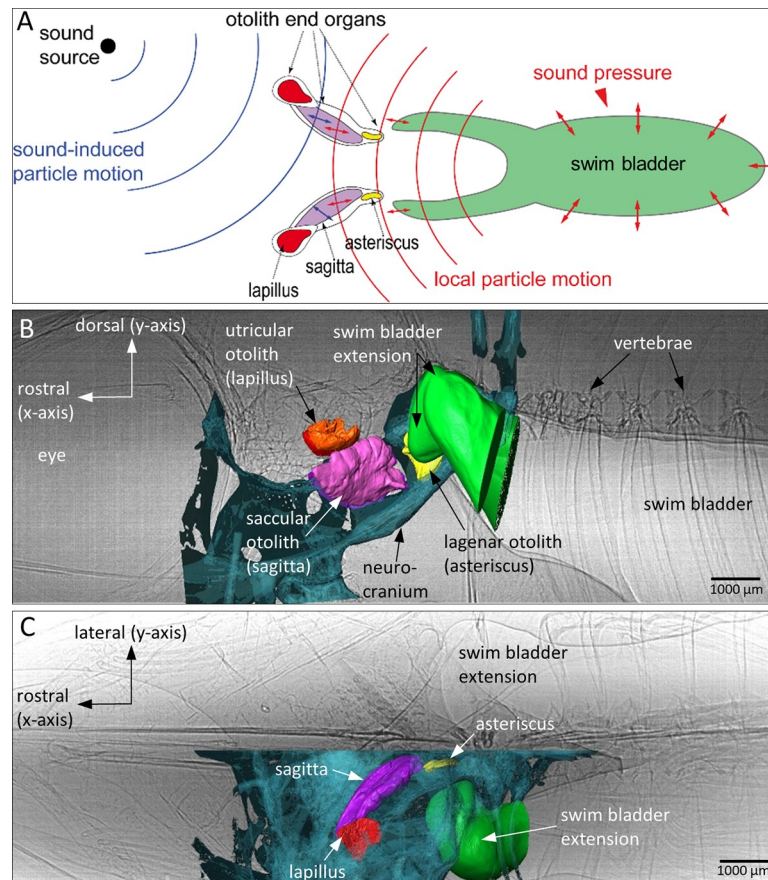 A
sound
source
otolith end organs
sound pressure
sound-induced
particle motion
swim bladder
asteriscus
sagitta
lapillus
local particle motion
B
dorsal (y-axis)
rostral
(x-axis)
eye
utricular
otolith
(lapillus)
swim bladder
extension
vertebrae
saccular
otolith
(sagitta)
neuro-
cranium
lagenar otolith
(asteriscus)
swim bladder
1000 µm
C
lateral (y-axis)
rostral
(x-axis)
swim bladder
extension
asteriscus
sagitta
lapillus
swim bladder
extension
1000 µm